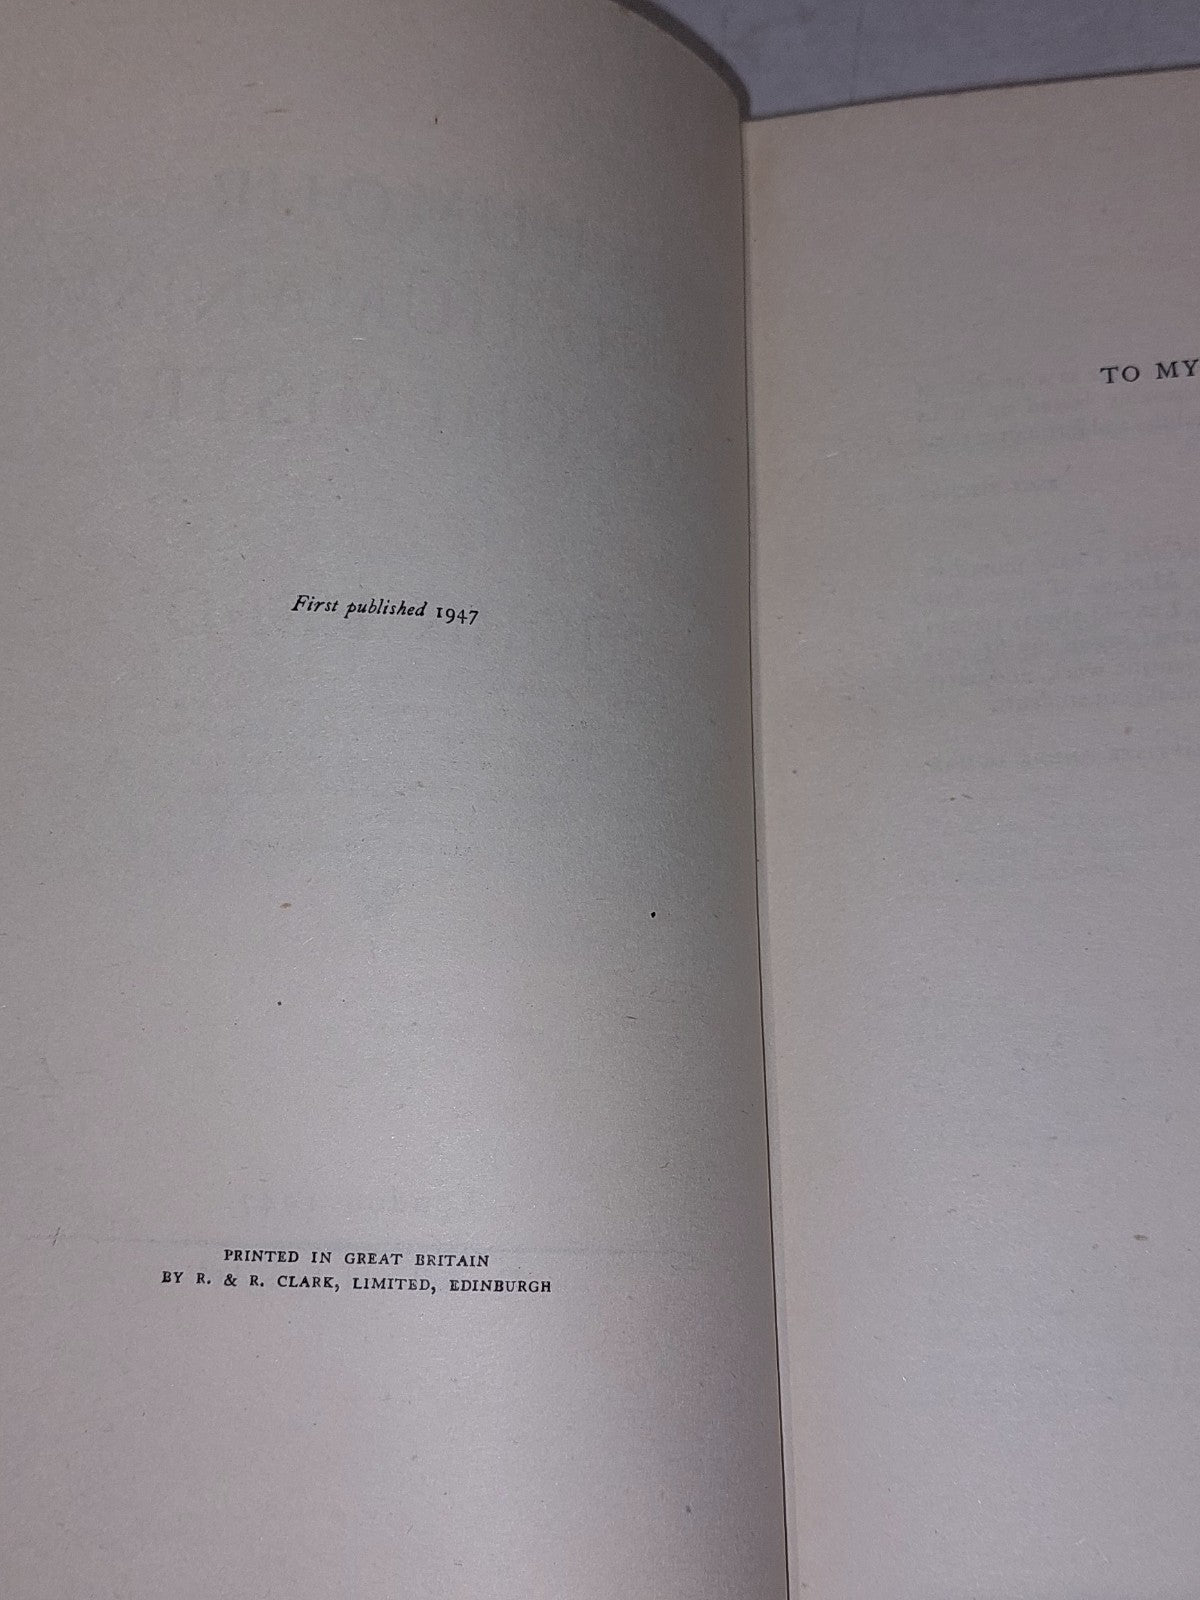 First published 1947
PRINTED IN GREAT BRITAIN
BY R. & R. CLARK, LIMITED, EDINBURGH
TO MY